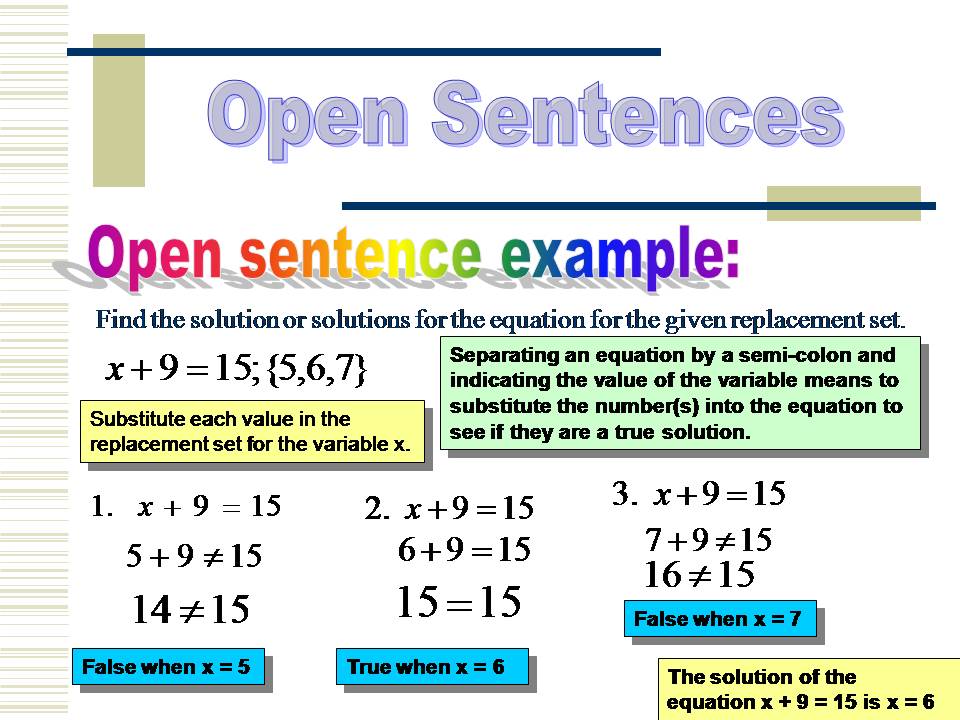 Open Sentences
Open sentence example:
Find the solution or solutions for the equation for the given replacement set.
x + 9 = 15; {5,6,7}
Separating an equation by a semi-colon and
indicating the value of the variable means to
substitute the number(s) into the equation to
see if they are a true solution.
Substitute each value in the
replacement set for the variable x.
1. x + 9 = 15
5 + 9 ≠ 15
14 ≠ 15
False when x = 5
2. x + 9 = 15
6 + 9 = 15
15 = 15
True when x = 6
3. x + 9 = 15
7 + 9 ≠ 15
16 ≠ 15
False when x = 7
The solution of the
equation x + 9 = 15 is x = 6